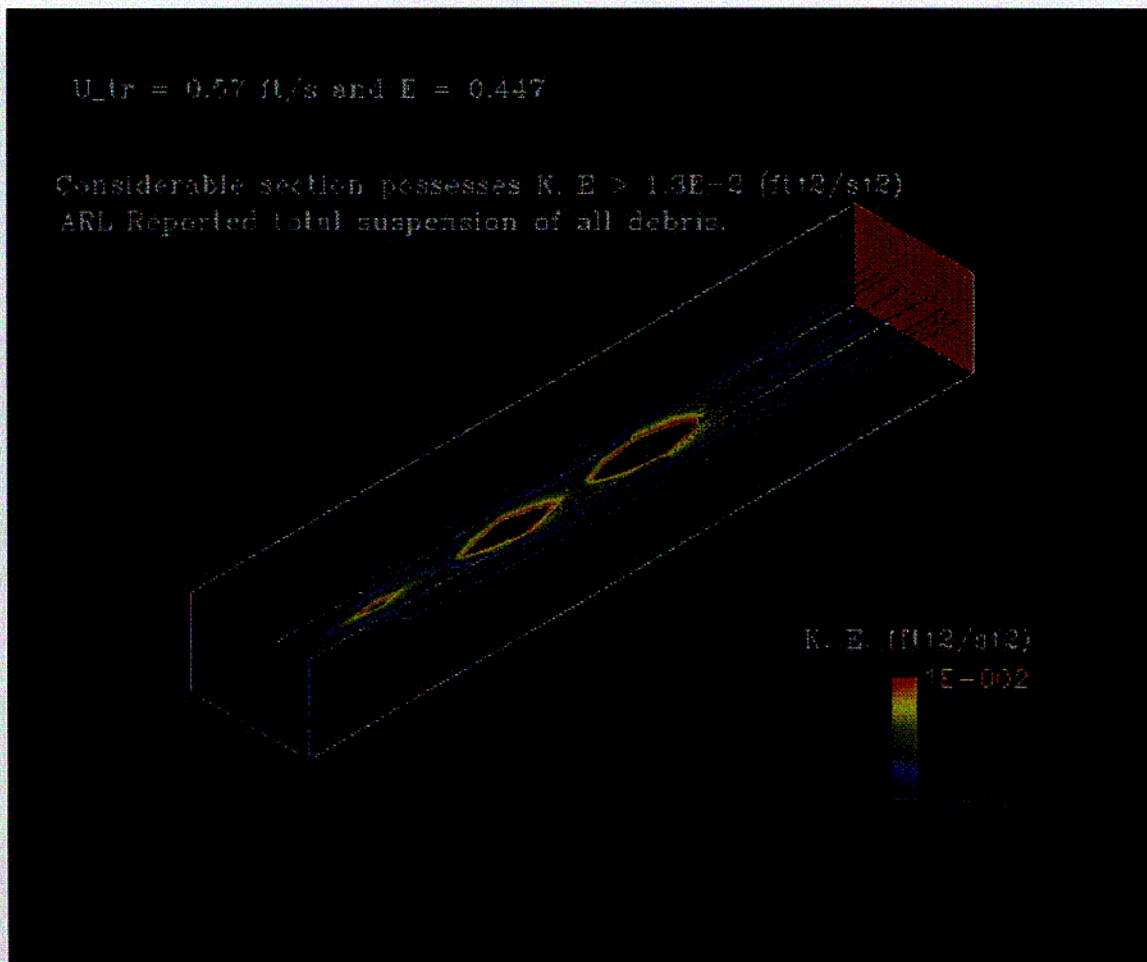 U_tr = 0.57 ft/s and E = 0.447
Considerable section possesses K. E > 1.3E-2 (ft↑2/s↑2)
ARL Reported total suspension of all debris.
K. E. (ft↑2/s↑2)
1E-002